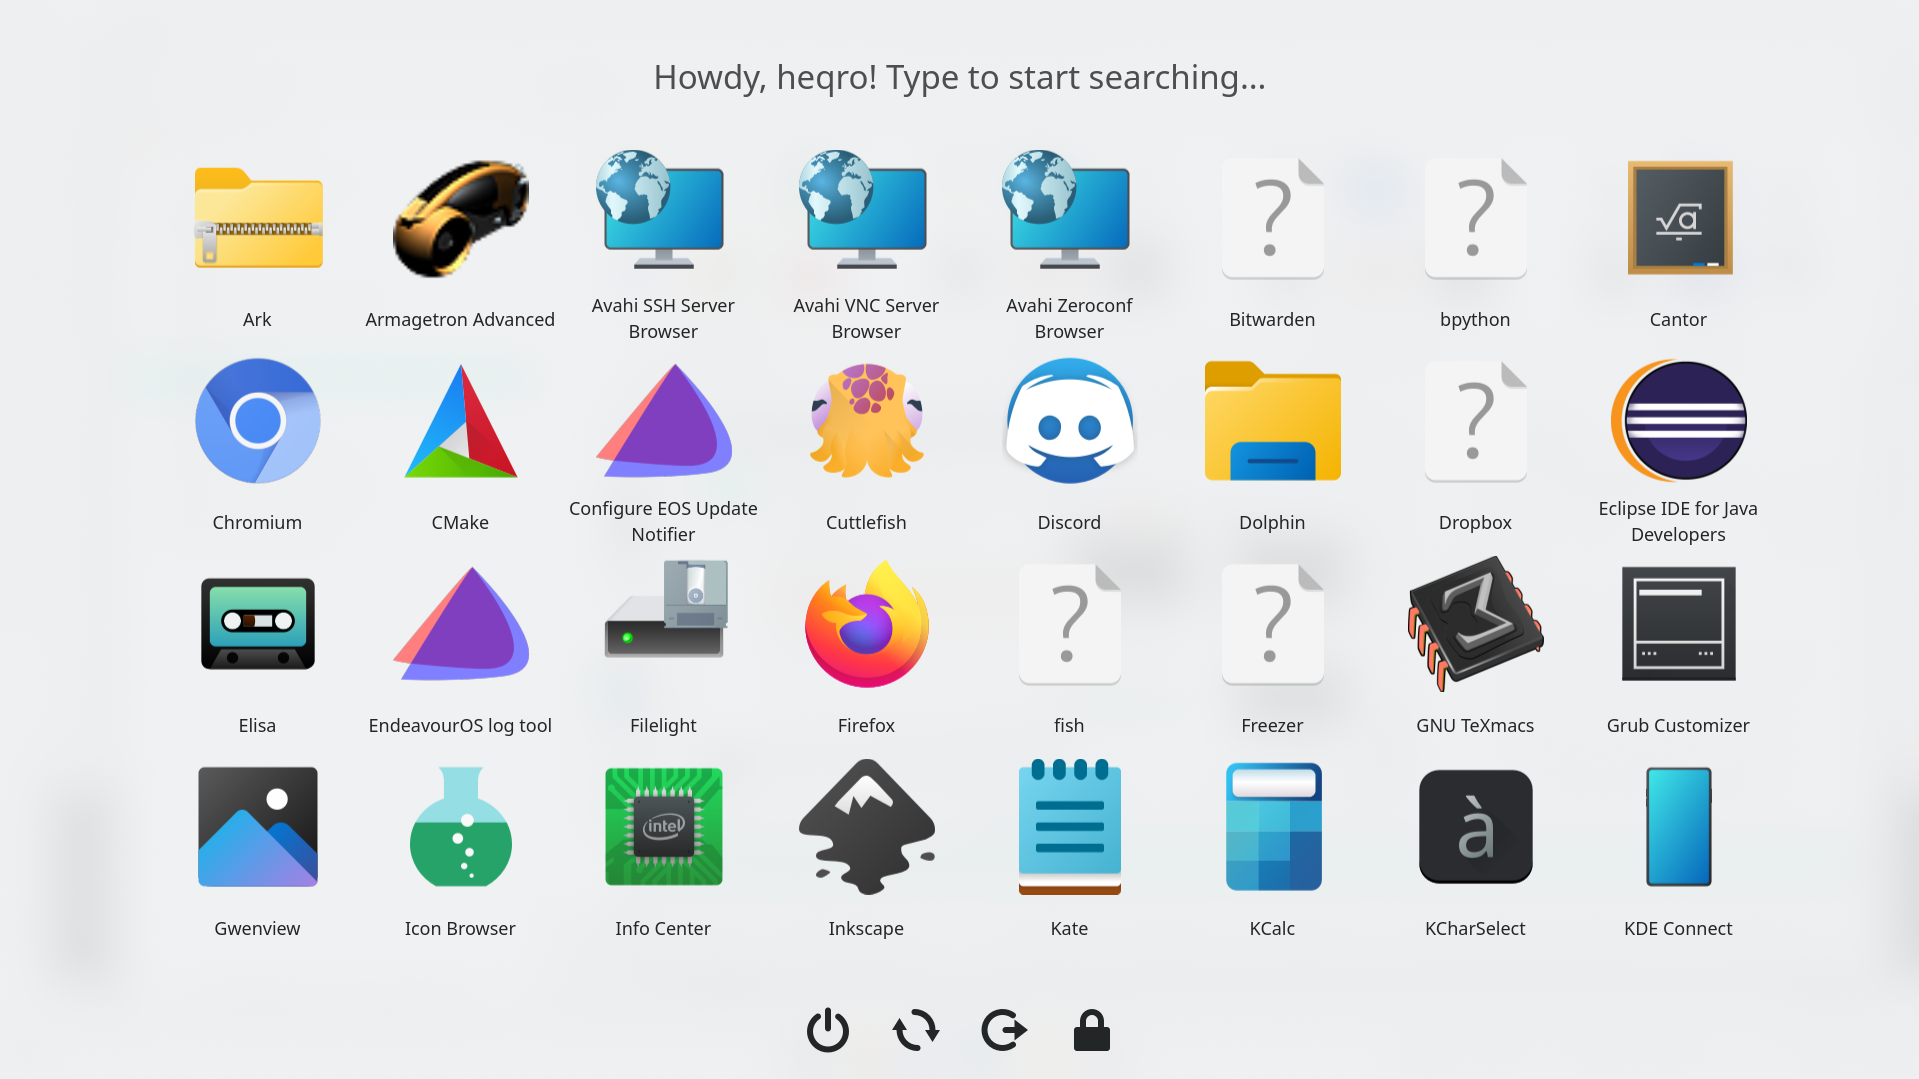 Howdy, heqro! Type to start searching...
Ark
Armagetron Advanced
Avahi SSH Server
Browser
Avahi VNC Server
Browser
Avahi Zeroconf
Browser
Bitwarden
bpython
Cantor
Chromium
CMake
Configure EOS Update
Notifier
Cuttlefish
Discord
Dolphin
Dropbox
Eclipse IDE for Java
Developers
Elisa
EndeavourOS log tool
Filelight
Firefox
fish
Freezer
GNU TeXmacs
Grub Customizer
intel
à
Gwenview
Icon Browser
Info Center
Inkscape
Kate
KCalc
KCharSelect
KDE Connect